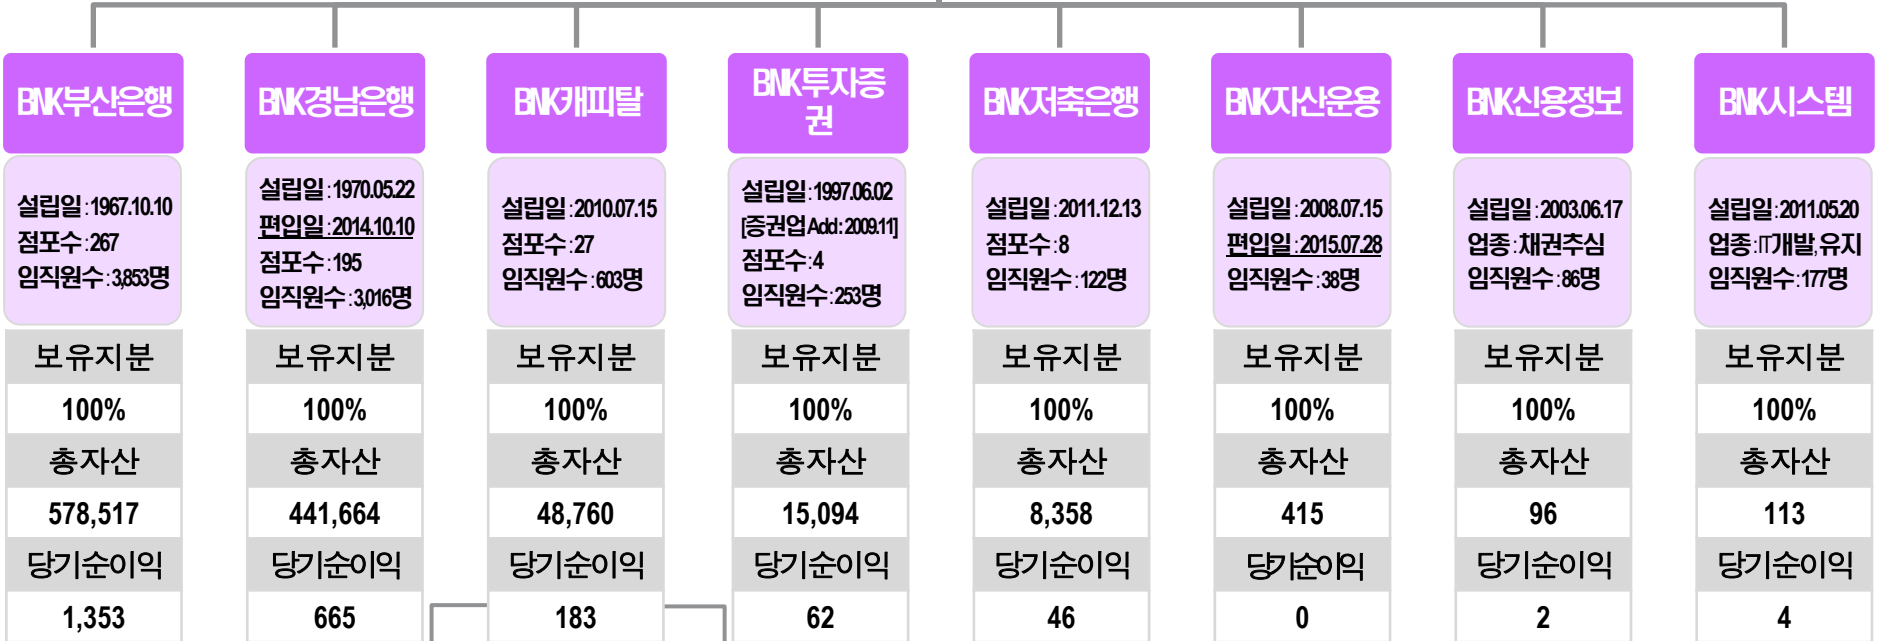 BNK부산은행
설립일:1967.10.10
점포수:267
임직원수:3,853명
보유지분
100%
총자산
578,517
당기순이익
1,353
BNK경남은행
설립일:1970.05.22
편입일:2014.10.10
점포수:195
임직원수:3,016명
보유지분
100%
총자산
441,664
당기순이익
665
BNK캐피탈
설립일:2010.07.15
점포수:27
임직원수:603명
보유지분
100%
총자산
48,760
당기순이익
183
BNK투자증
권
설립일:1997.06.02
[증권업Add:2009.11]
점포수:4
임직원수:253명
보유지분
100%
총자산
15,094
당기순이익
62
BNK저축은행
설립일:2011.12.13
점포수:8
임직원수:122명
보유지분
100%
총자산
8,358
당기순이익
46
BNK자산운용
설립일:2008.07.15
편입일:2015.07.28
임직원수:38명
보유지분
100%
총자산
415
당기순이익
0
BNK신용정보
설립일:2003.06.17
업종:채권추심
임직원수:86명
보유지분
100%
총자산
96
당기순이익
2
BNK시스템
설립일:2011.05.20
업종:IT개발,유지
임직원수:177명
보유지분
100%
총자산
113
당기순이익
4